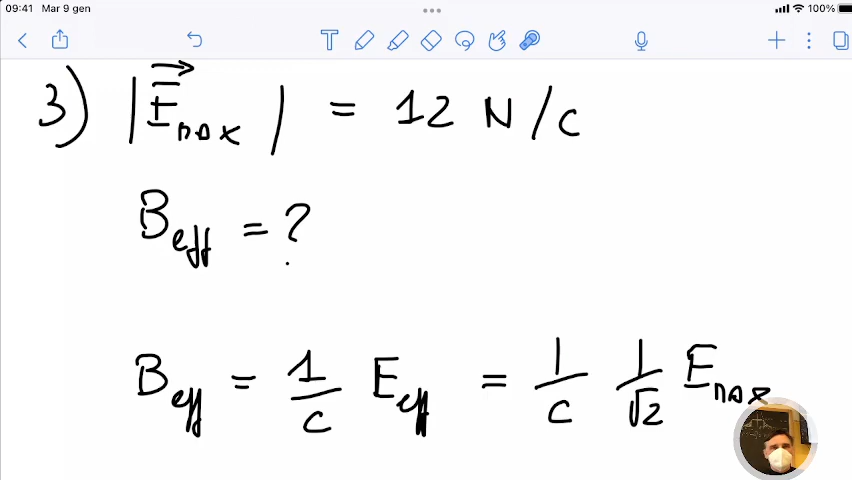 09:41 Mar 9 gen 100%
3) |E⃗max| = 12 N/C
Beff = ?
Beff = 1/c Eeff = 1/c 1/√2 Emax